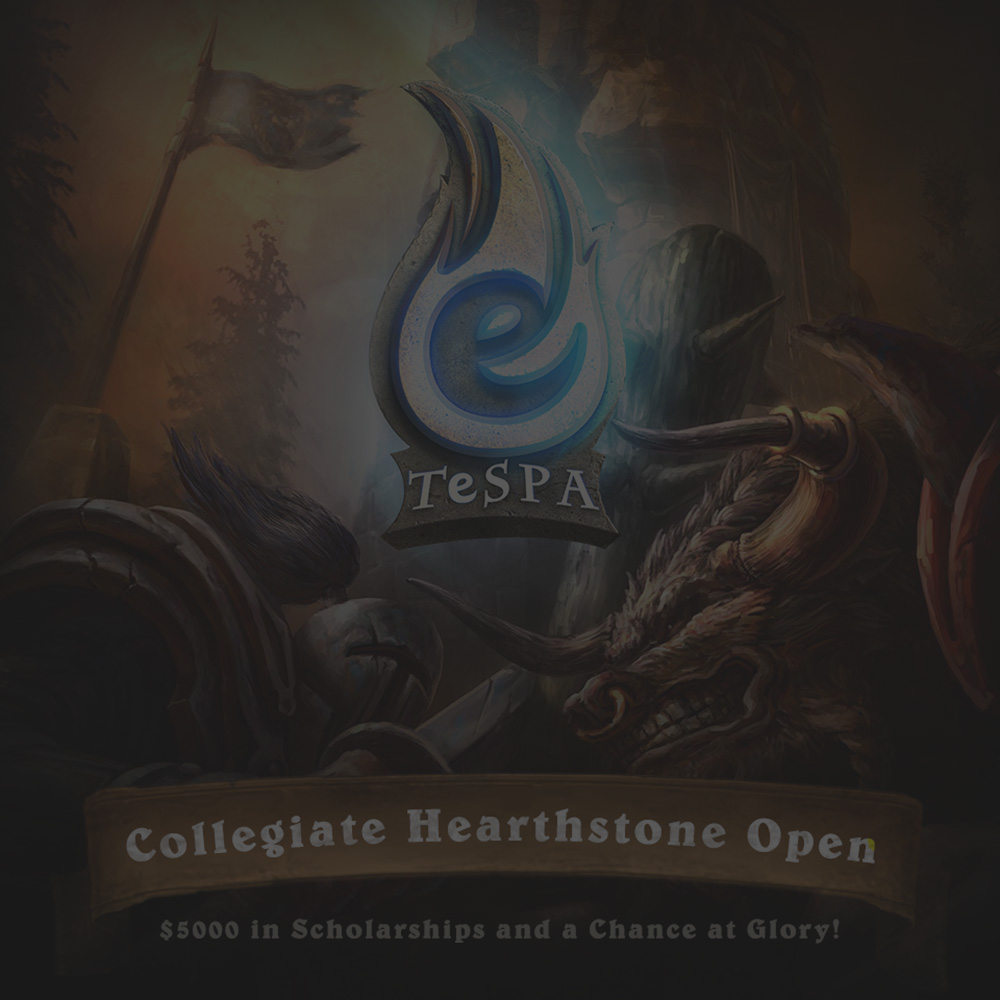 TeSPA
Collegiate Hearthstone Open
$5000 in Scholarships and a Chance at Glory!